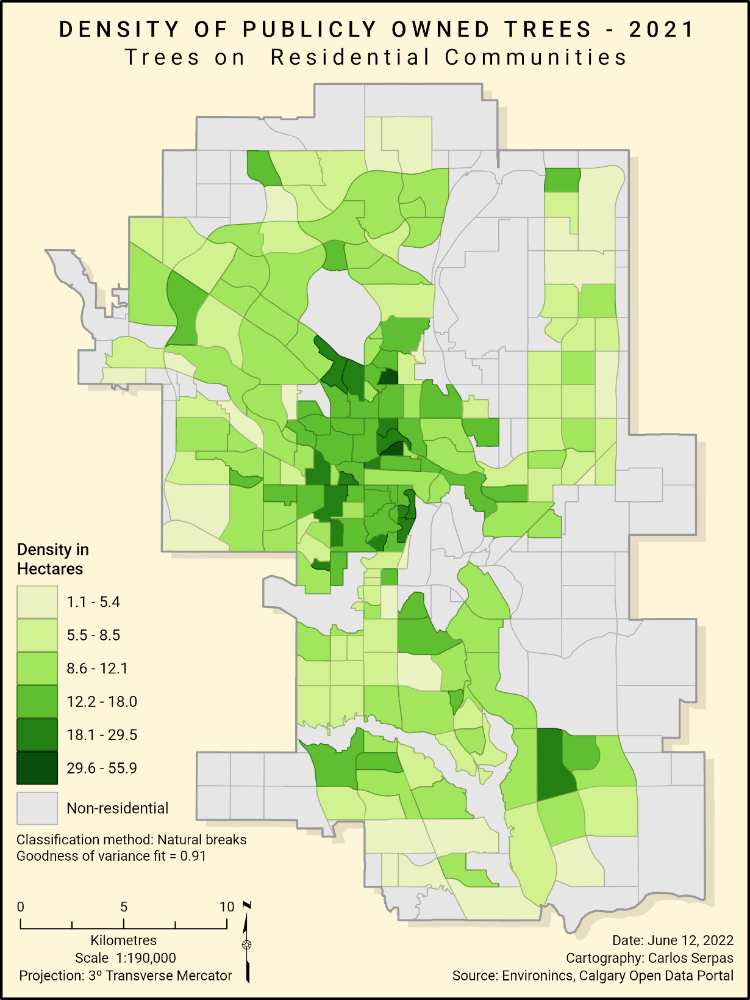 DENSITY OF PUBLICLY OWNED TREES - 2021
Trees on Residential Communities
Density in
Hectares
1.1 - 5.4
5.5 - 8.5
8.6 - 12.1
12.2 - 18.0
18.1 - 29.5
29.6 - 55.9
Non-residential
Classification method: Natural breaks
Goodness of variance fit = 0.91
0 5 10
N
Kilometres
Scale 1:190,000
Projection: 3º Transverse Mercator
Date: June 12, 2022
Cartography: Carlos Serpas
Source: Environincs, Calgary Open Data Portal